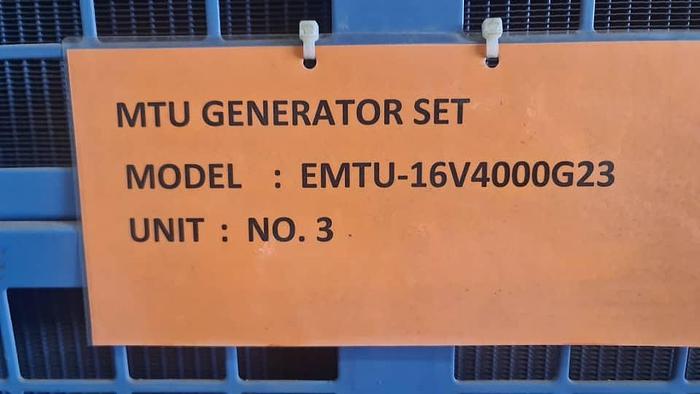 MTU GENERATOR SET
MODEL : EMTU-16V4000G23
UNIT : NO. 3